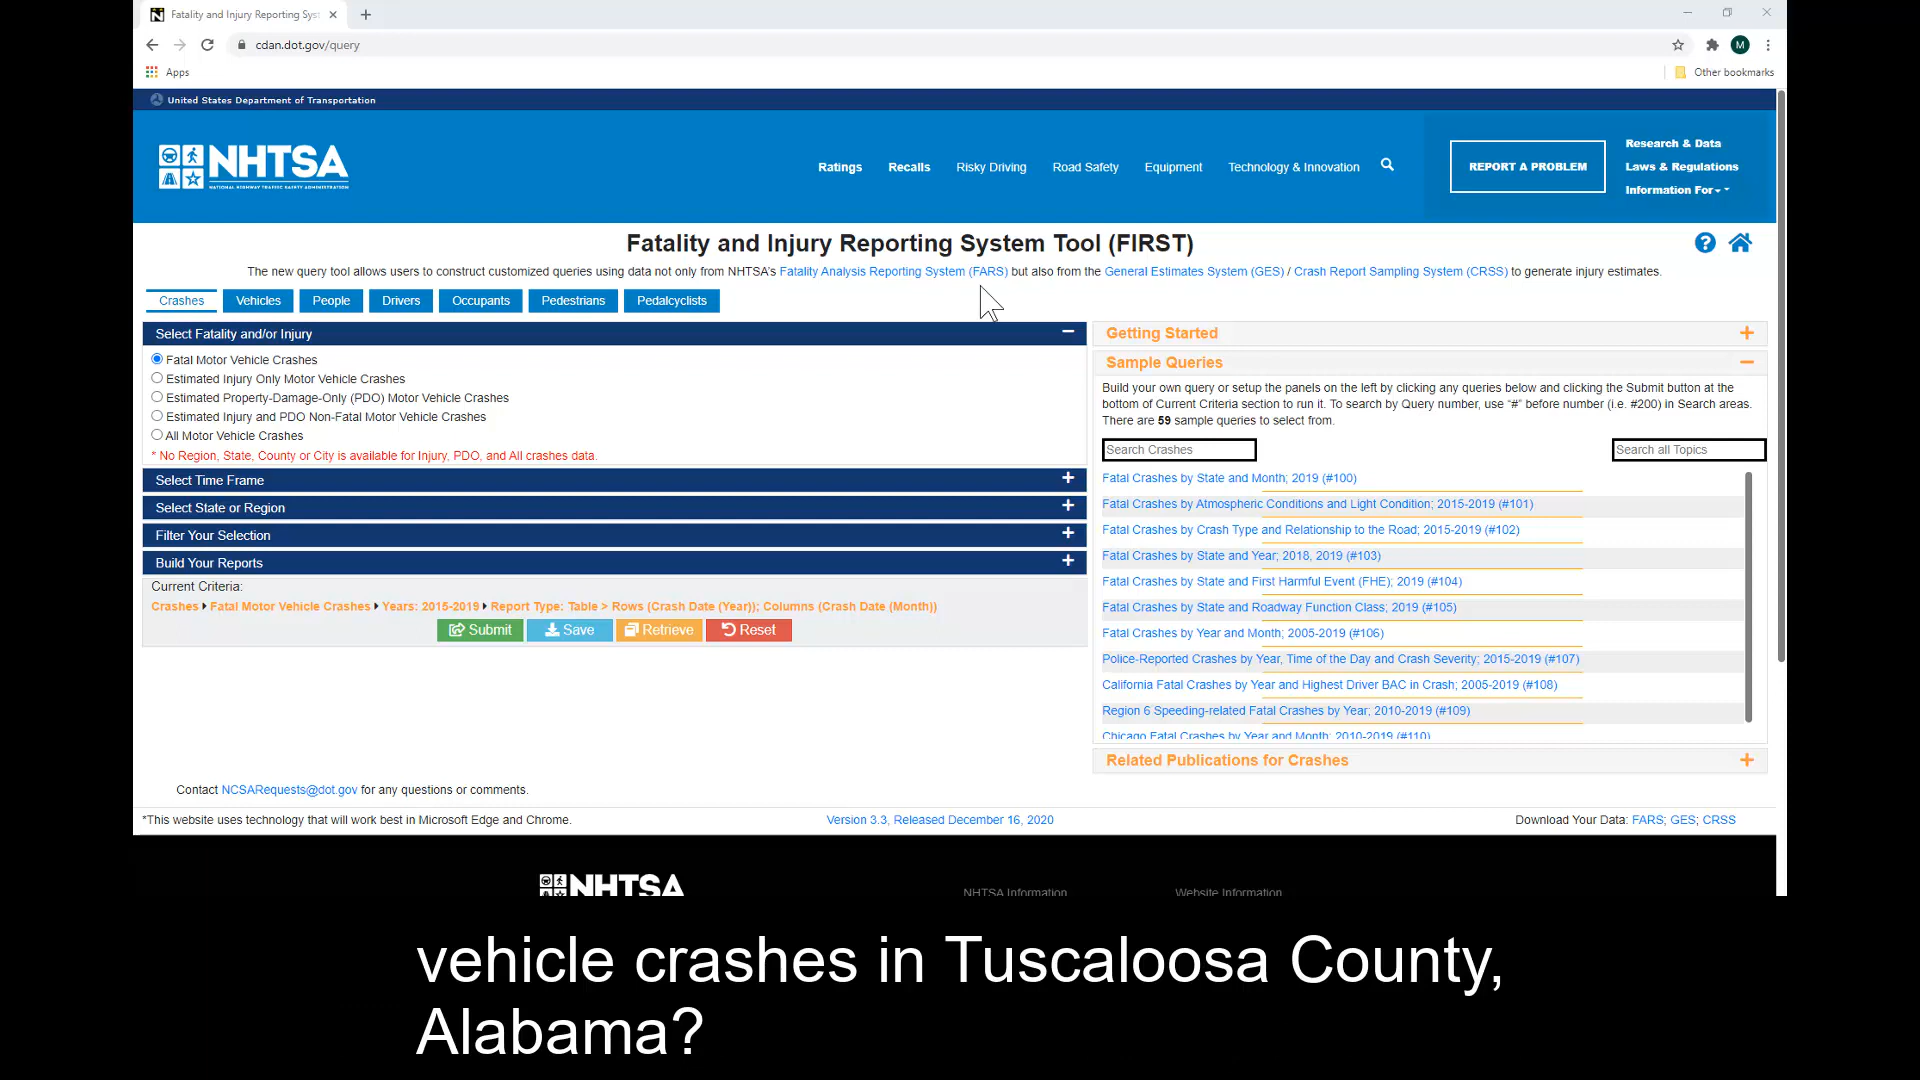 Fatality and Injury Reporting Sys
cdan.dot.gov/query
M
Apps
Other bookmarks
United States Department of Transportation
NHTSA
NATIONAL HIGHWAY TRAFFIC SAFETY ADMINISTRATION
Ratings Recalls Risky Driving Road Safety Equipment Technology & Innovation
REPORT A PROBLEM
Research & Data
Laws & Regulations
Information For
Fatality and Injury Reporting System Tool (FIRST)
The new query tool allows users to construct customized queries using data not only from NHTSA's Fatality Analysis Reporting System (FARS) but also from the General Estimates System (GES) / Crash Report Sampling System (CRSS) to generate injury estimates.
Crashes Vehicles People Drivers Occupants Pedestrians Pedalcyclists
Select Fatality and/or Injury
Fatal Motor Vehicle Crashes
Estimated Injury Only Motor Vehicle Crashes
Estimated Property-Damage-Only (PDO) Motor Vehicle Crashes
Estimated Injury and PDO Non-Fatal Motor Vehicle Crashes
All Motor Vehicle Crashes
* No Region, State, County or City is available for Injury, PDO, and All crashes data.
Select Time Frame
Select State or Region
Filter Your Selection
Build Your Reports
Current Criteria:
Crashes Fatal Motor Vehicle Crashes Years: 2015-2019 Report Type: Table > Rows (Crash Date (Year)); Columns (Crash Date (Month))
Submit Save Retrieve Reset
Getting Started
Sample Queries
Build your own query or setup the panels on the left by clicking any queries below and clicking the Submit button at the
bottom of Current Criteria section to run it. To search by Query number, use "#" before number (i.e. #200) in Search areas.
There are 59 sample queries to select from.
Search Crashes
Search all Topics
Fatal Crashes by State and Month; 2019 (#100)
Fatal Crashes by Atmospheric Conditions and Light Condition; 2015-2019 (#101)
Fatal Crashes by Crash Type and Relationship to the Road; 2015-2019 (#102)
Fatal Crashes by State and Year; 2018, 2019 (#103)
Fatal Crashes by State and First Harmful Event (FHE); 2019 (#104)
Fatal Crashes by State and Roadway Function Class; 2019 (#105)
Fatal Crashes by Year and Month; 2005-2019 (#106)
Police-Reported Crashes by Year, Time of the Day and Crash Severity; 2015-2019 (#107)
California Fatal Crashes by Year and Highest Driver BAC in Crash; 2005-2019 (#108)
Region 6 Speeding-related Fatal Crashes by Year; 2010-2019 (#109)
Chicago Fatal Crashes by Year and Month; 2010-2019 (#110)
Related Publications for Crashes
Contact NCSARequests@dot.gov for any questions or comments.
*This website uses technology that will work best in Microsoft Edge and Chrome.
Version 3.3, Released December 16, 2020
Download Your Data: FARS; GES; CRSS
NHTSA
NHTSA Information
Website Information
vehicle crashes in Tuscaloosa County,
Alabama?